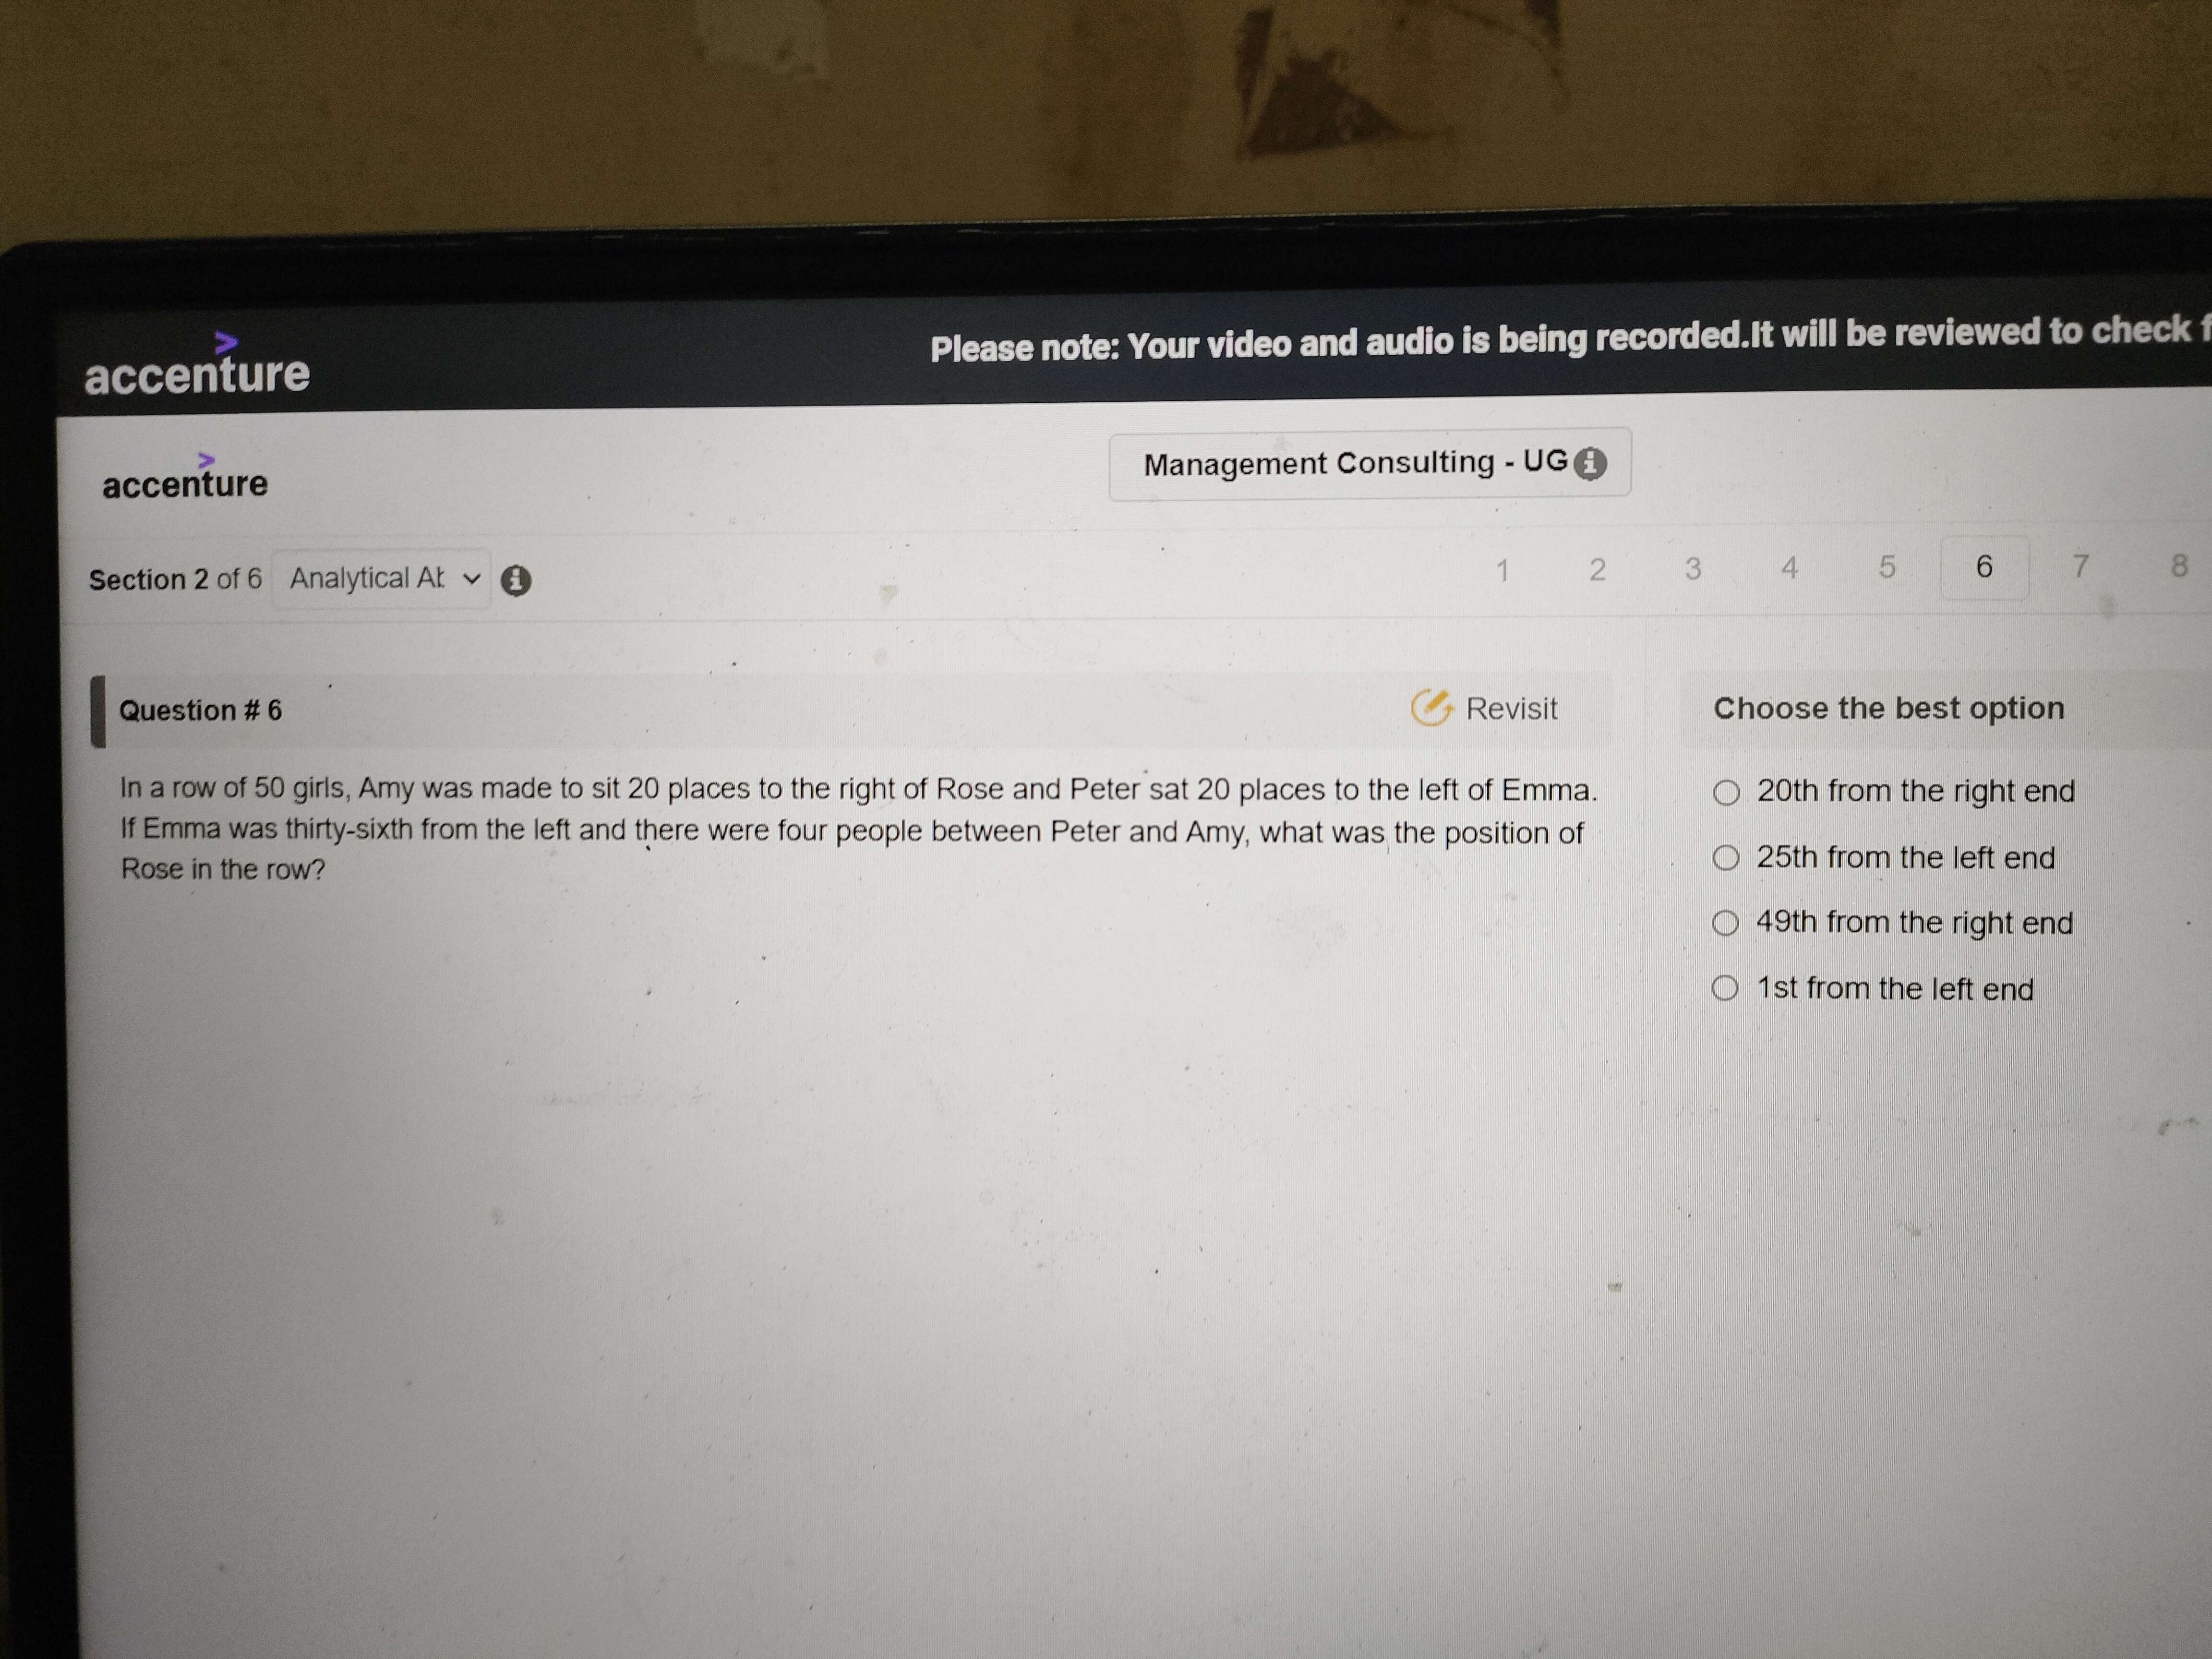 accenture
Please note: Your video and audio is being recorded.It will be reviewed to check
accenture
Management Consulting - UG
Section 2 of 6
Analytical
1 2 3 4 5 6 7 8
Question # 6
Revisit
Choose the best option
In a row of 50 girls, Amy was made to sit 20 places to the right of Rose and Peter sat 20 places to the left of Emma.
If Emma was thirty-sixth from the left and there were four people between Peter and Amy, what was the position of
Rose in the row?
20th from the right end
25th from the left end
49th from the right end
1st from the left end